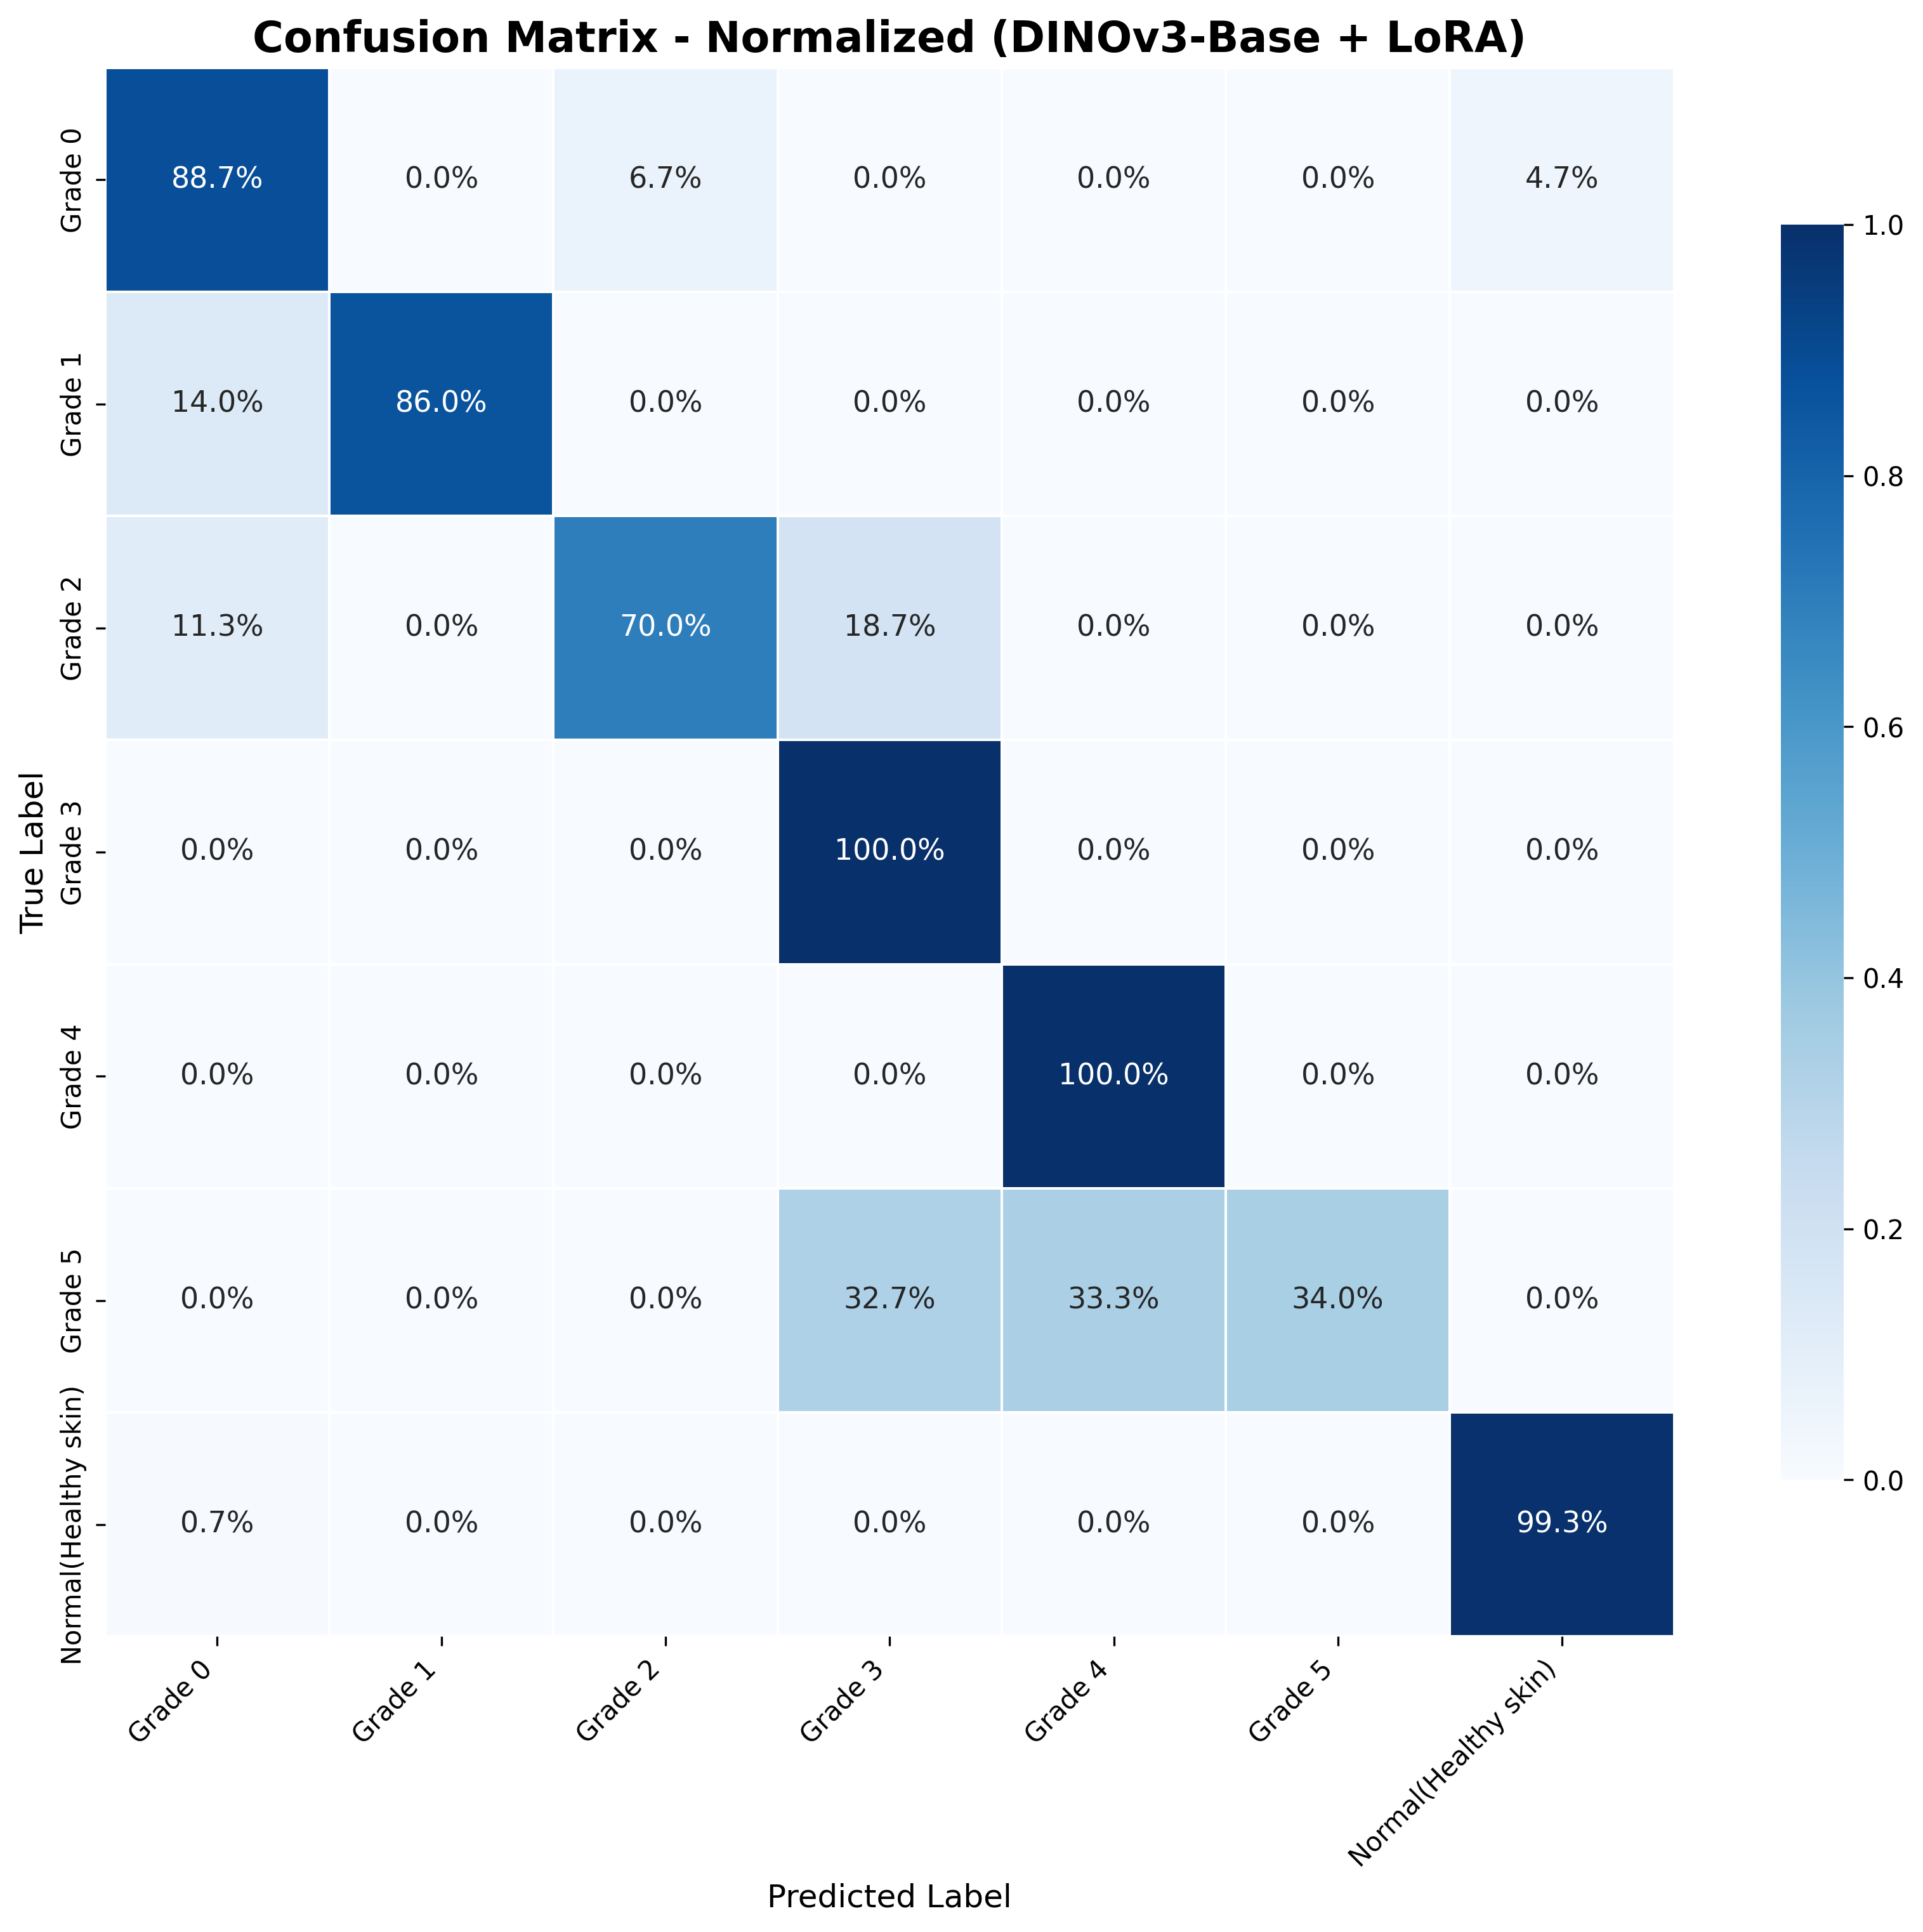 Confusion Matrix - Normalized (DINOv3-Base + LoRA)
True Label
Grade 0
88.7% 0.0% 6.7% 0.0% 0.0% 0.0% 4.7%
Grade 1
14.0% 86.0% 0.0% 0.0% 0.0% 0.0% 0.0%
Grade 2
11.3% 0.0% 70.0% 18.7% 0.0% 0.0% 0.0%
Grade 3
0.0% 0.0% 0.0% 100.0% 0.0% 0.0% 0.0%
Grade 4
0.0% 0.0% 0.0% 0.0% 100.0% 0.0% 0.0%
Grade 5
0.0% 0.0% 0.0% 32.7% 33.3% 34.0% 0.0%
Normal(Healthy skin)
0.7% 0.0% 0.0% 0.0% 0.0% 0.0% 99.3%
Grade 0
Grade 1
Grade 2
Grade 3
Grade 4
Grade 5
Normal(Healthy skin)
Predicted Label
1.0
0.8
0.6
0.4
0.2
0.0